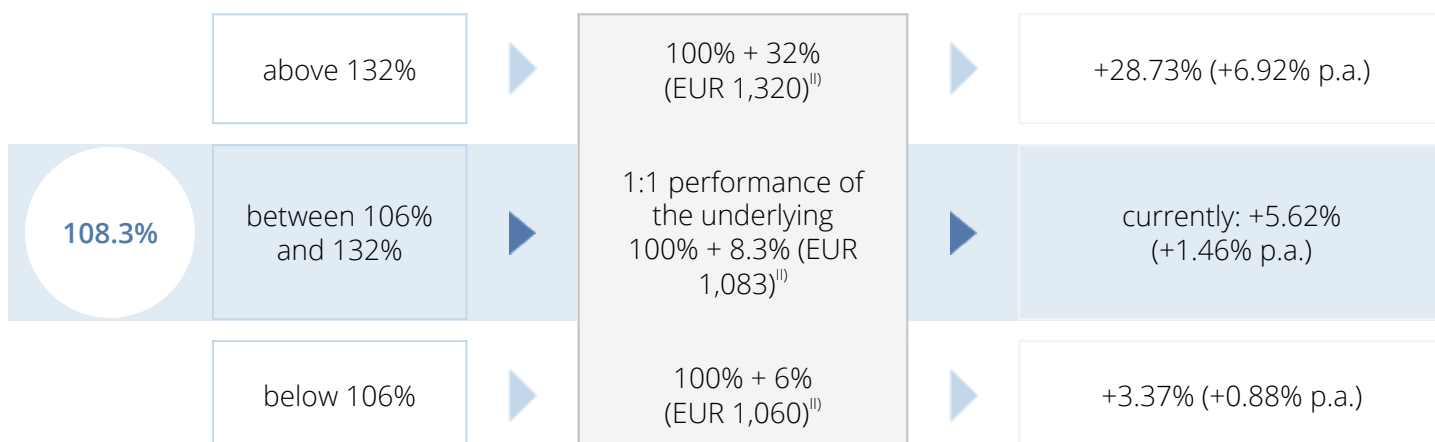 above 132%
100% + 32%
(EUR 1,320)II)
+28.73% (+6.92% p.a.)
108.3%
between 106%
and 132%
1:1 performance of
the underlying
100% + 8.3% (EUR
1,083)II)
currently: +5.62%
(+1.46% p.a.)
below 106%
100% + 6%
(EUR 1,060)II)
+3.37% (+0.88% p.a.)